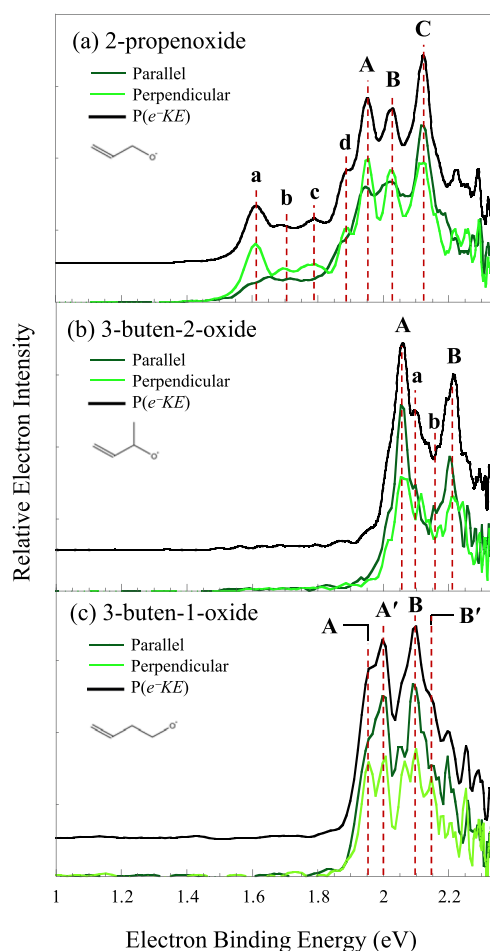 (a) 2-propenoxide
Parallel
Perpendicular
P(e⁻KE)
O⁻
a
b
c
d
A
B
C
(b) 3-buten-2-oxide
Parallel
Perpendicular
P(e⁻KE)
O⁻
A
a
b
B
(c) 3-buten-1-oxide
Parallel
Perpendicular
P(e⁻KE)
O⁻
A
A′
B
B′
Relative Electron Intensity
1
1.2
1.4
1.6
1.8
2
2.2
Electron Binding Energy (eV)